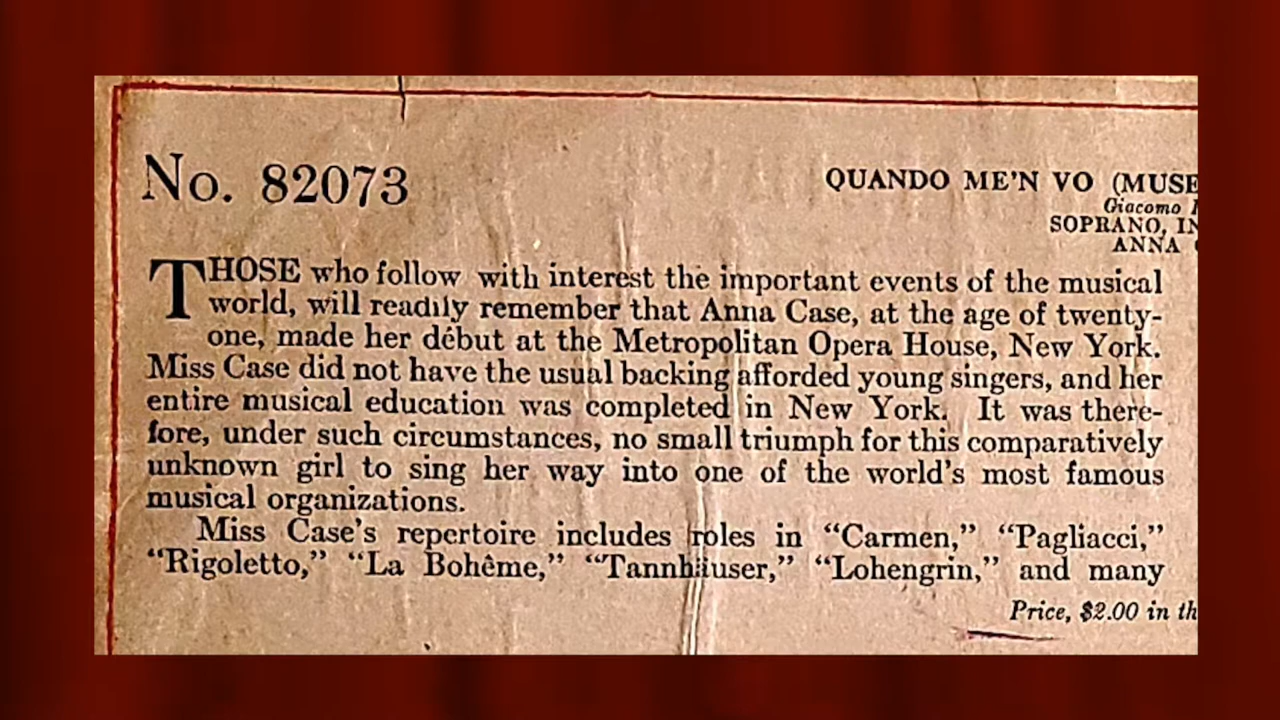 No. 82073
QUANDO ME'N VO (MUSE
Giacomo
SOPRANO, IN
ANNA
THOSE who follow with interest the important events of the musical
world, will readily remember that Anna Case, at the age of twenty-
one, made her début at the Metropolitan Opera House, New York.
Miss Case did not have the usual backing afforded young singers, and her
entire musical education was completed in New York. It was there-
fore, under such circumstances, no small triumph for this comparatively
unknown girl to sing her way into one of the world's most famous
musical organizations.
Miss Case's repertoire includes roles in “Carmen,” “Pagliacci,”
“Rigoletto,” “La Bohême,” “Tannhäuser,” “Lohengrin,” and many
Price, $2.00 in th